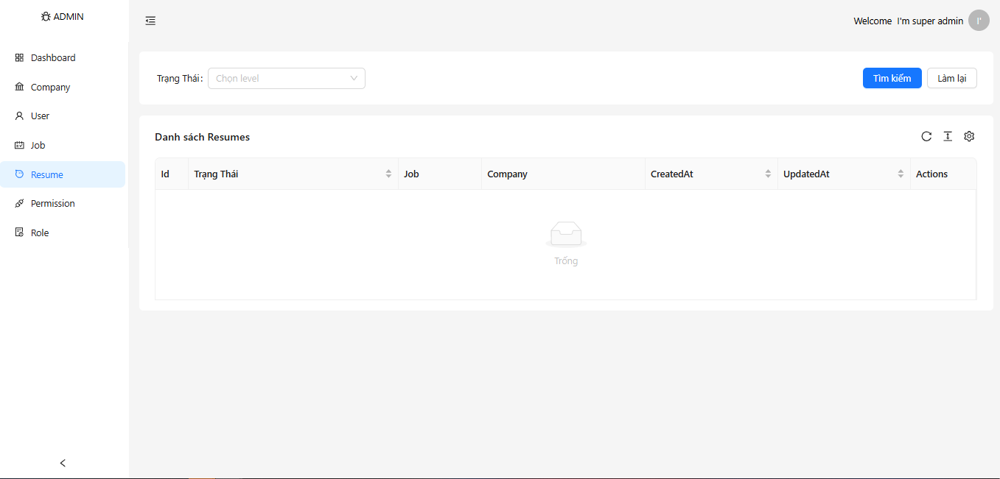 ADMIN
Welcome I'm super admin
I'
Dashboard
Company
User
Job
Resume
Permission
Role
Trạng Thái:
Chọn level
Tìm kiếm
Làm lại
Danh sách Resumes
Id
Trạng Thái
Job
Company
CreatedAt
UpdatedAt
Actions
Trống